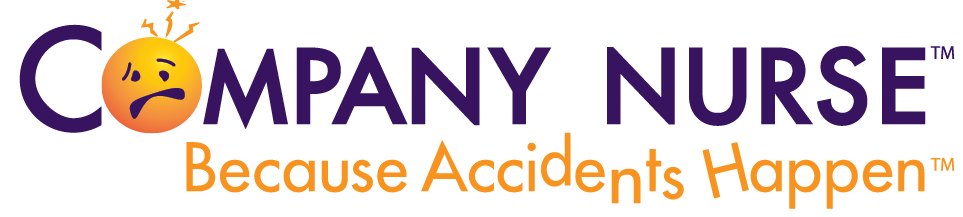 COMPANY NURSE™
Because Accidents Happen™